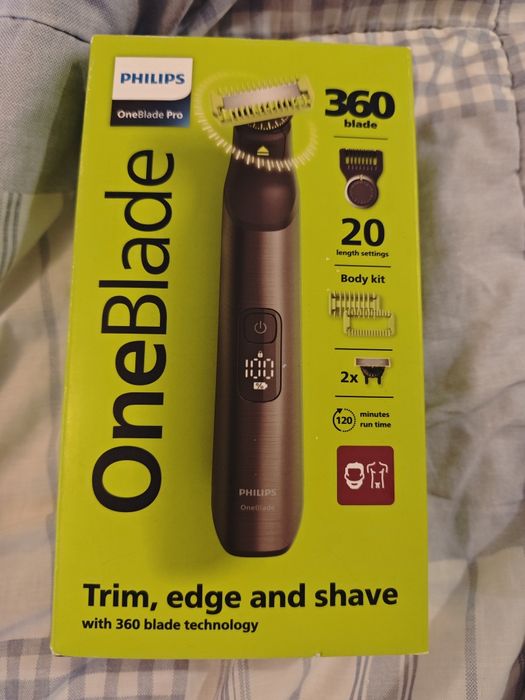 PHILIPS
OneBlade Pro
360
blade
OneBlade
20
length settings
Body kit
2x
120
minutes
run time
100
%
PHILIPS
OneBlade
Trim, edge and shave
with 360 blade technology